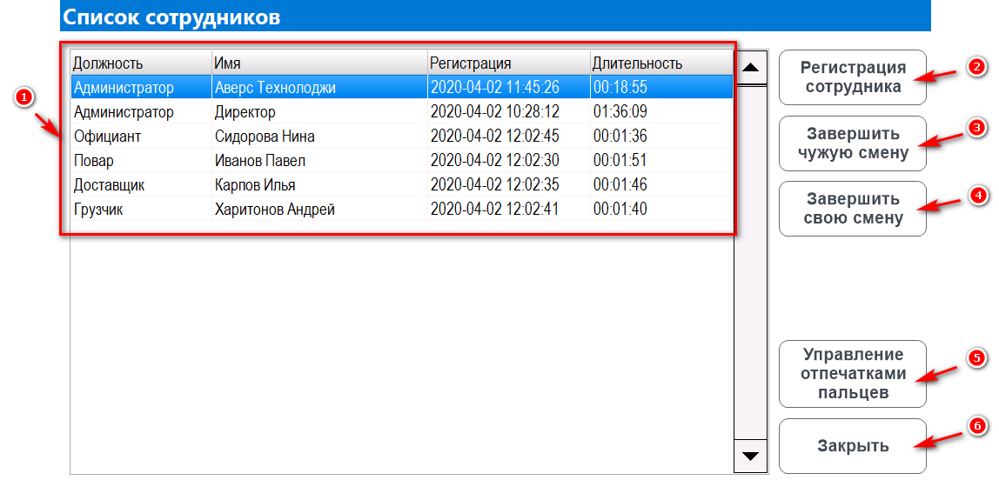 Список сотрудников
Должность Имя Регистрация Длительность
Администратор Аверс Технолоджи 2020-04-02 11:45:26 00:18:55
Администратор Директор 2020-04-02 10:28:12 01:36:09
Официант Сидорова Нина 2020-04-02 12:02:45 00:01:36
Повар Иванов Павел 2020-04-02 12:02:30 00:01:51
Доставщик Карпов Илья 2020-04-02 12:02:35 00:01:46
Грузчик Харитонов Андрей 2020-04-02 12:02:41 00:01:40
1
Регистрация
сотрудника
2
Завершить
чужую смену
3
Завершить
свою смену
4
Управление
отпечатками
пальцев
5
Закрыть
6